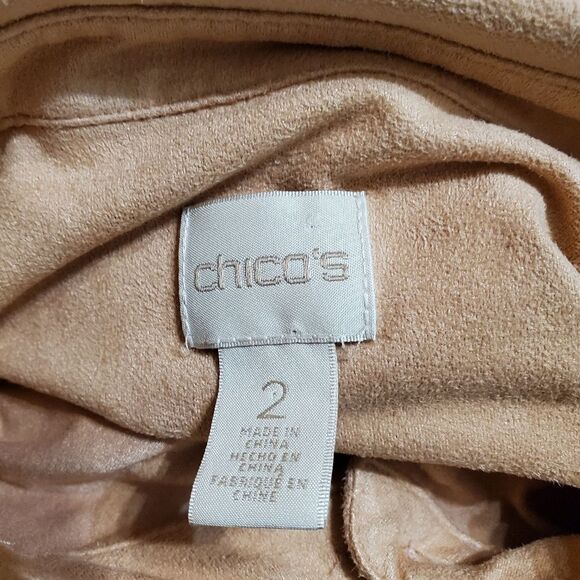 chico's
2
MADE IN
CHINA
HECHO EN
CHINA
FABRIQUÉ EN
CHINE